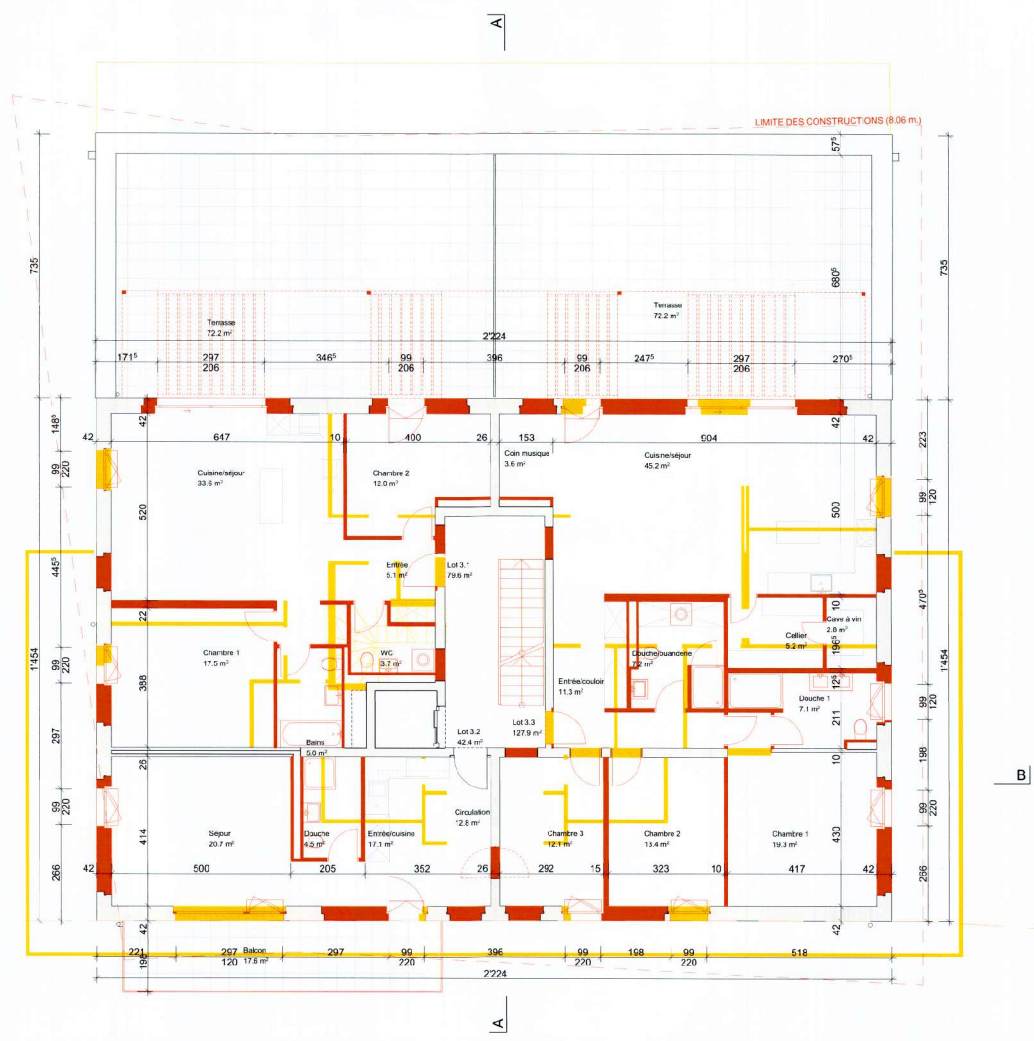 A
LIMITE DES CONSTRUCTIONS (8.06 m.)
57⁵
735
735
680⁵
Terrasse
72.2 m²
Terrasse
72.2 m²
2'224
171⁵
297
206
346⁵
99
206
396
99
206
247⁵
297
206
270⁵
148⁵
42
42
223
42
647
10
400
26
153
904
42
Coin musique
3.6 m²
Cuisine/séjour
45.2 m²
Cuisine/séjour
33.6 m²
Chambre 2
12.0 m²
99
220
99
120
520
500
445⁵
470⁵
Entrée
5.1 m²
79.6 m²
22
10
Cave à vin
2.8 m²
Cellier
5.2 m²
196⁵
Chambre 1
17.5 m²
WC
3.7 m²
Douche/buanderie
7.2 m²
1'454
1'454
99
220
388
Entrée/couloir
11.3 m²
12⁵
Douche 1
7.1 m²
99
120
211
297
Lot 3.2
42.4 m²
Lot 3.3
127.9 m²
Bains
5.0 m²
26
10
198
B
99
220
99
220
Circulation
12.8 m²
414
430
Séjour
20.7 m²
Douche
4.5 m²
Entrée/cuisine
17.1 m²
Chambre 3
12.1 m²
Chambre 2
13.4 m²
Chambre 1
19.3 m²
266
266
42
500
205
352
26
292
15
323
10
417
42
42
42
221
297
120
Balcon
17.6 m²
297
99
220
396
99
220
198
99
220
518
198
2'224
A